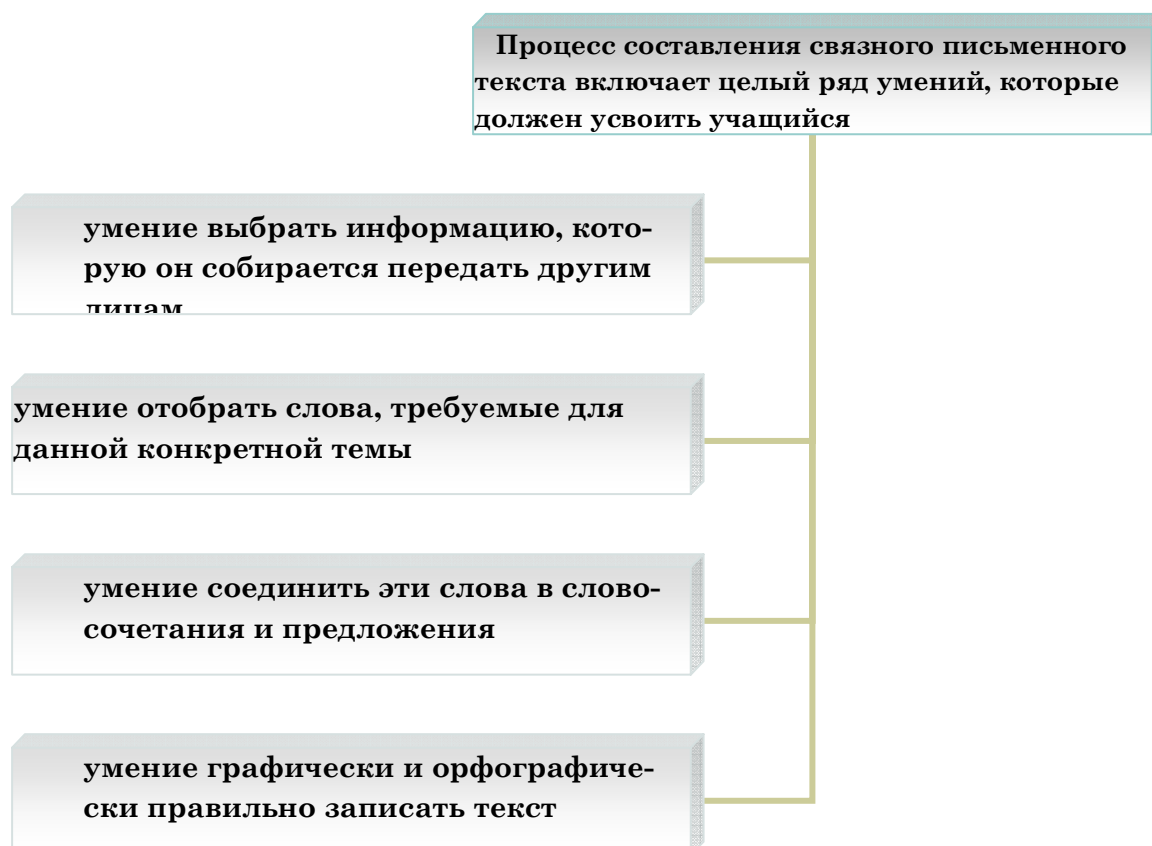 Процесс составления связного письменного
текста включает целый ряд умений, которые
должен усвоить учащийся
умение выбрать информацию, кото-
рую он собирается передать другим
лицам
умение отобрать слова, требуемые для
данной конкретной темы
умение соединить эти слова в слово-
сочетания и предложения
умение графически и орфографиче-
ски правильно записать текст